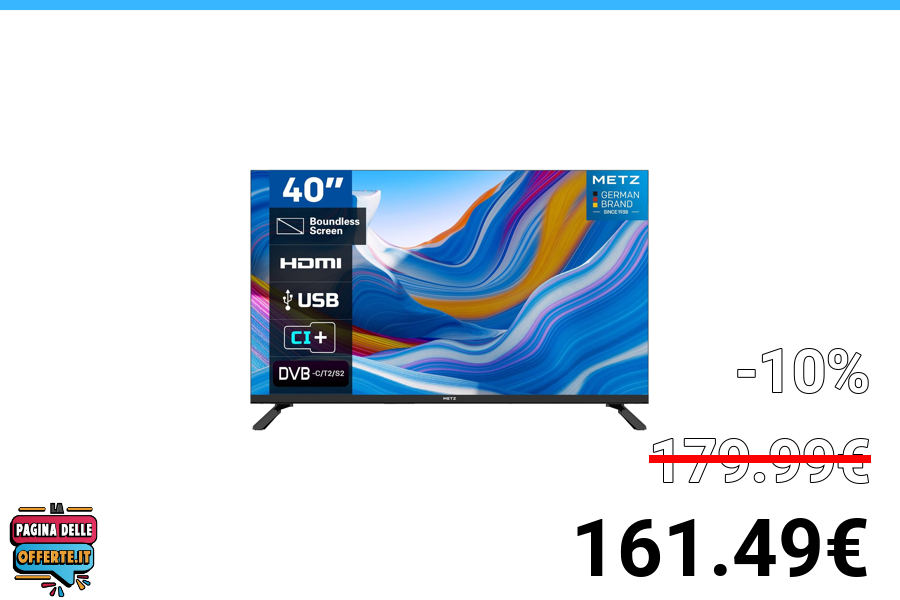 40"
METZ
GERMAN
BRAND
SINCE 1938
Boundless
Screen
HDMI
USB
CI+
DVB-C/T2/S2
METZ
-10%
179.99€
161.49€
LA
PAGINA DELLE
OFFERTE.IT